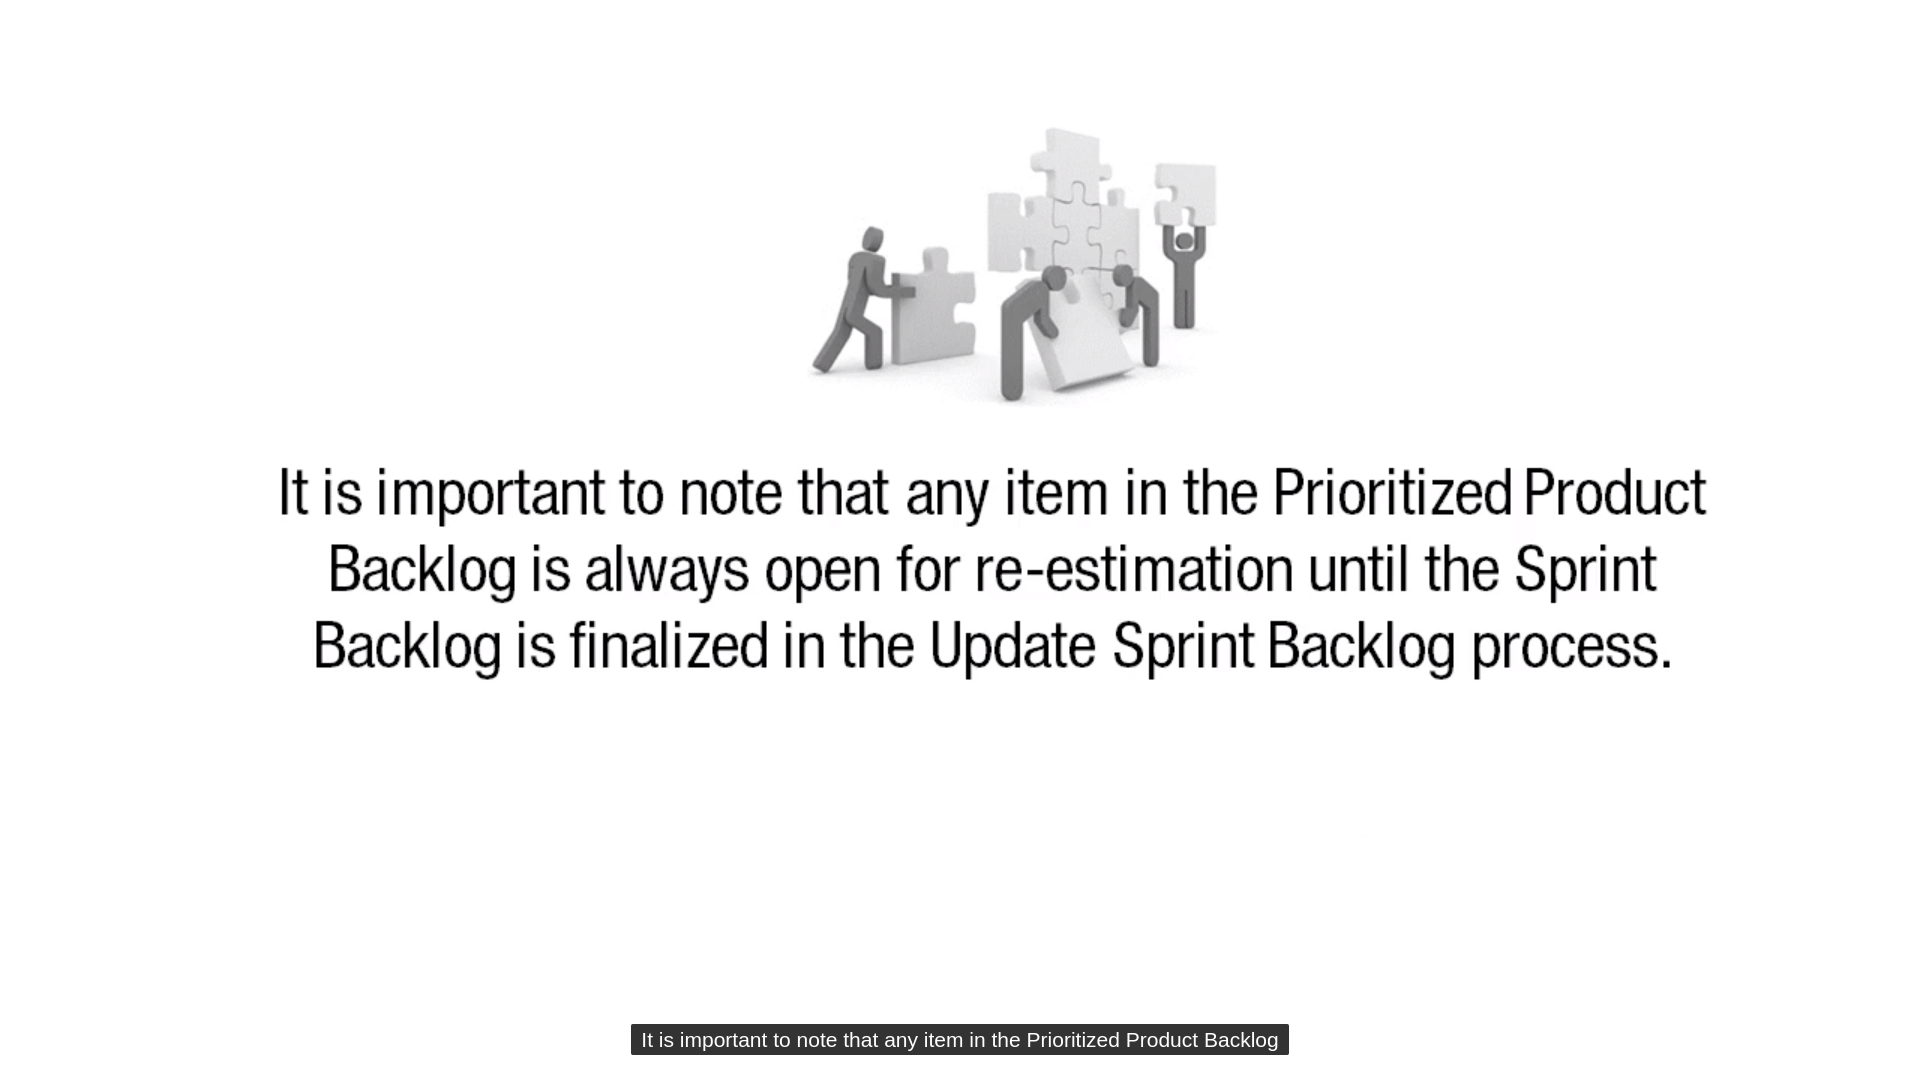 It is important to note that any item in the Prioritized Product
Backlog is always open for re-estimation until the Sprint
Backlog is finalized in the Update Sprint Backlog process.
It is important to note that any item in the Prioritized Product Backlog